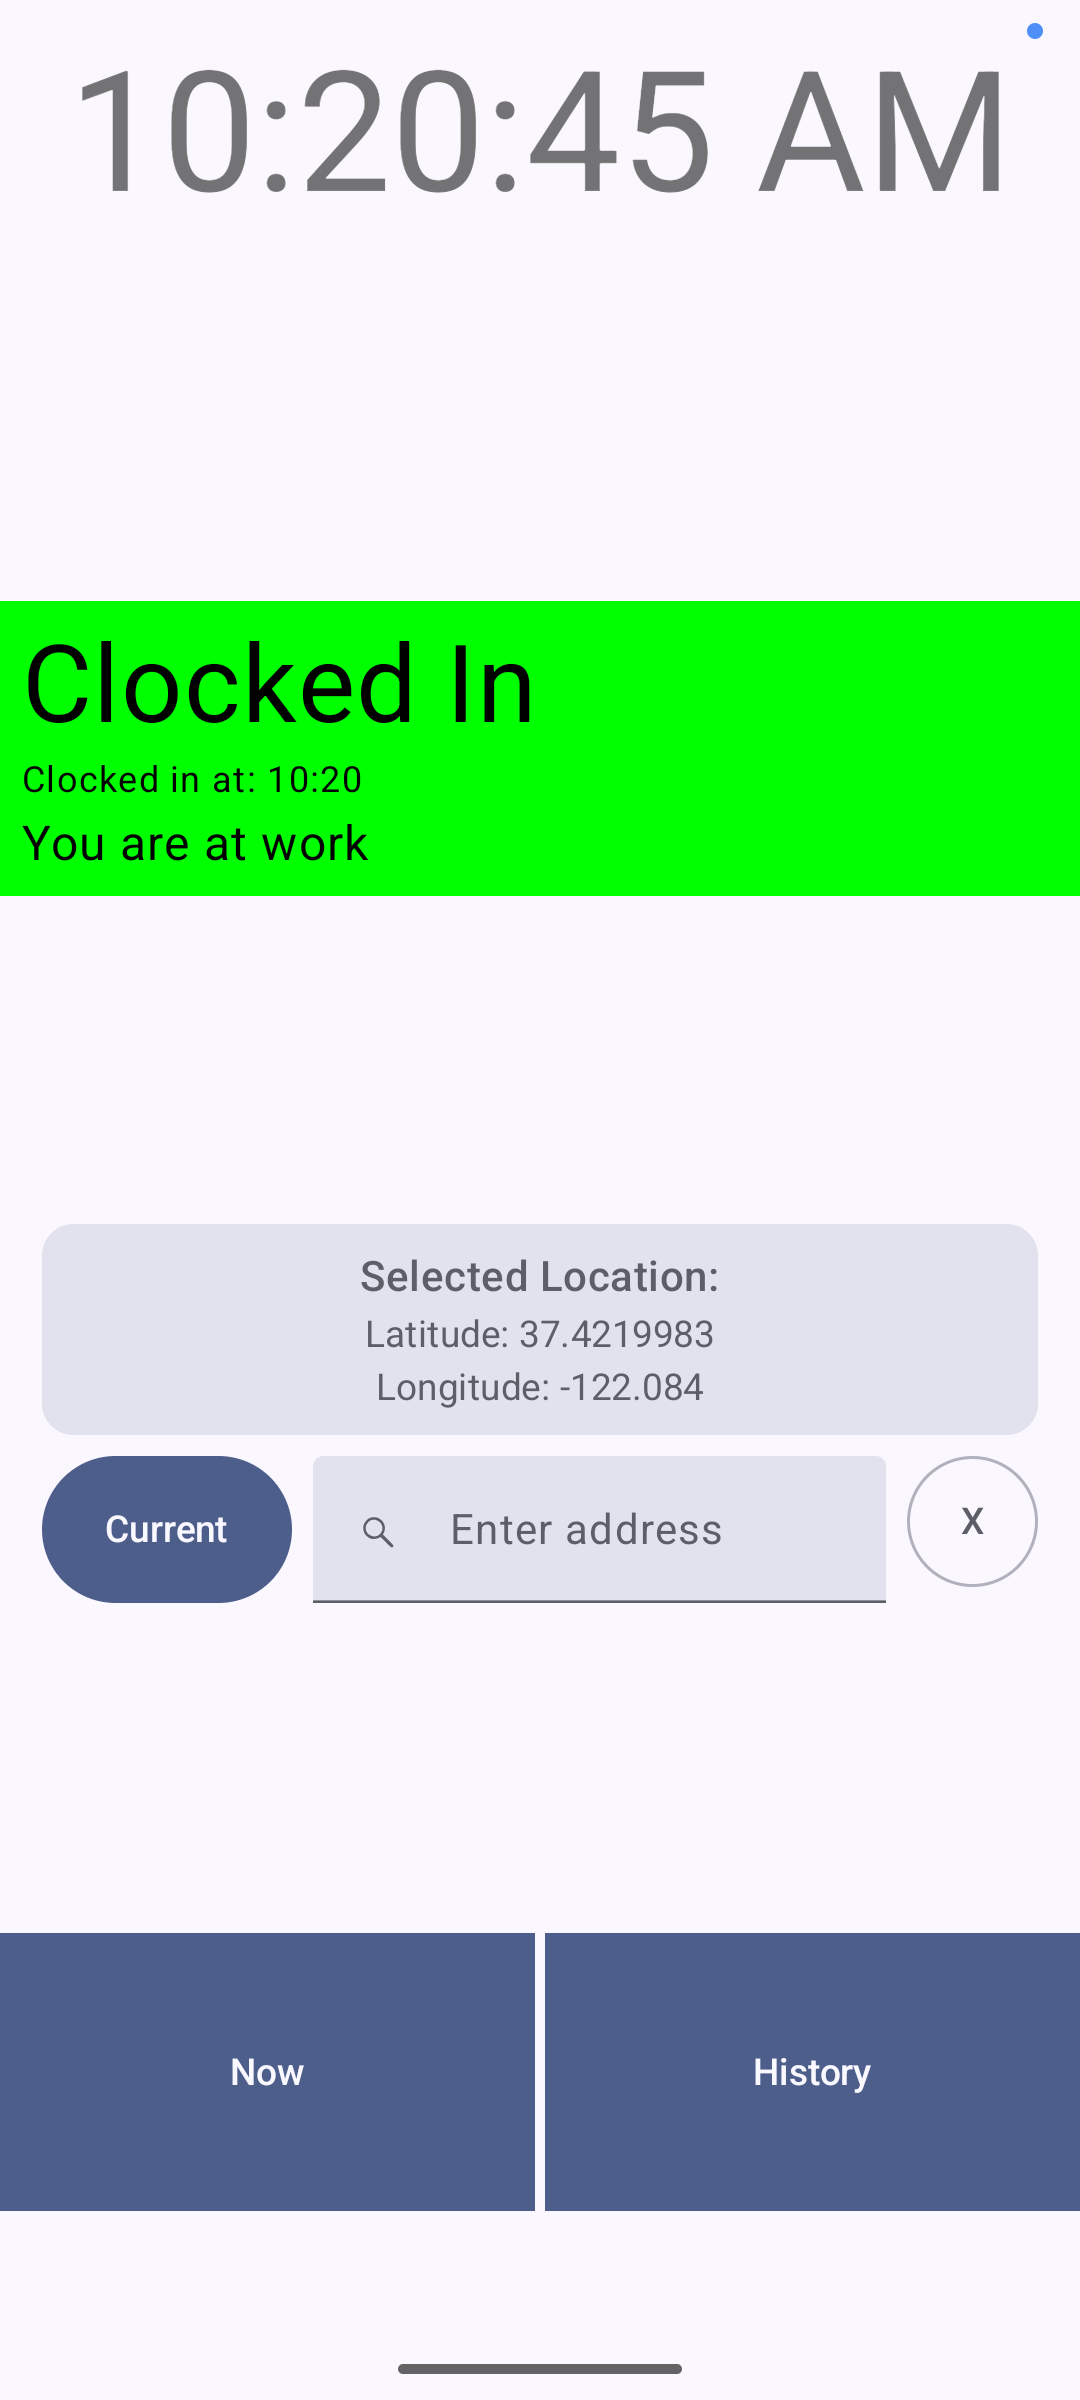 10:20:45 AM
Clocked In
Clocked in at: 10:20
You are at work
Selected Location:
Latitude: 37.4219983
Longitude: -122.084
Current
Enter address
X
Now
History